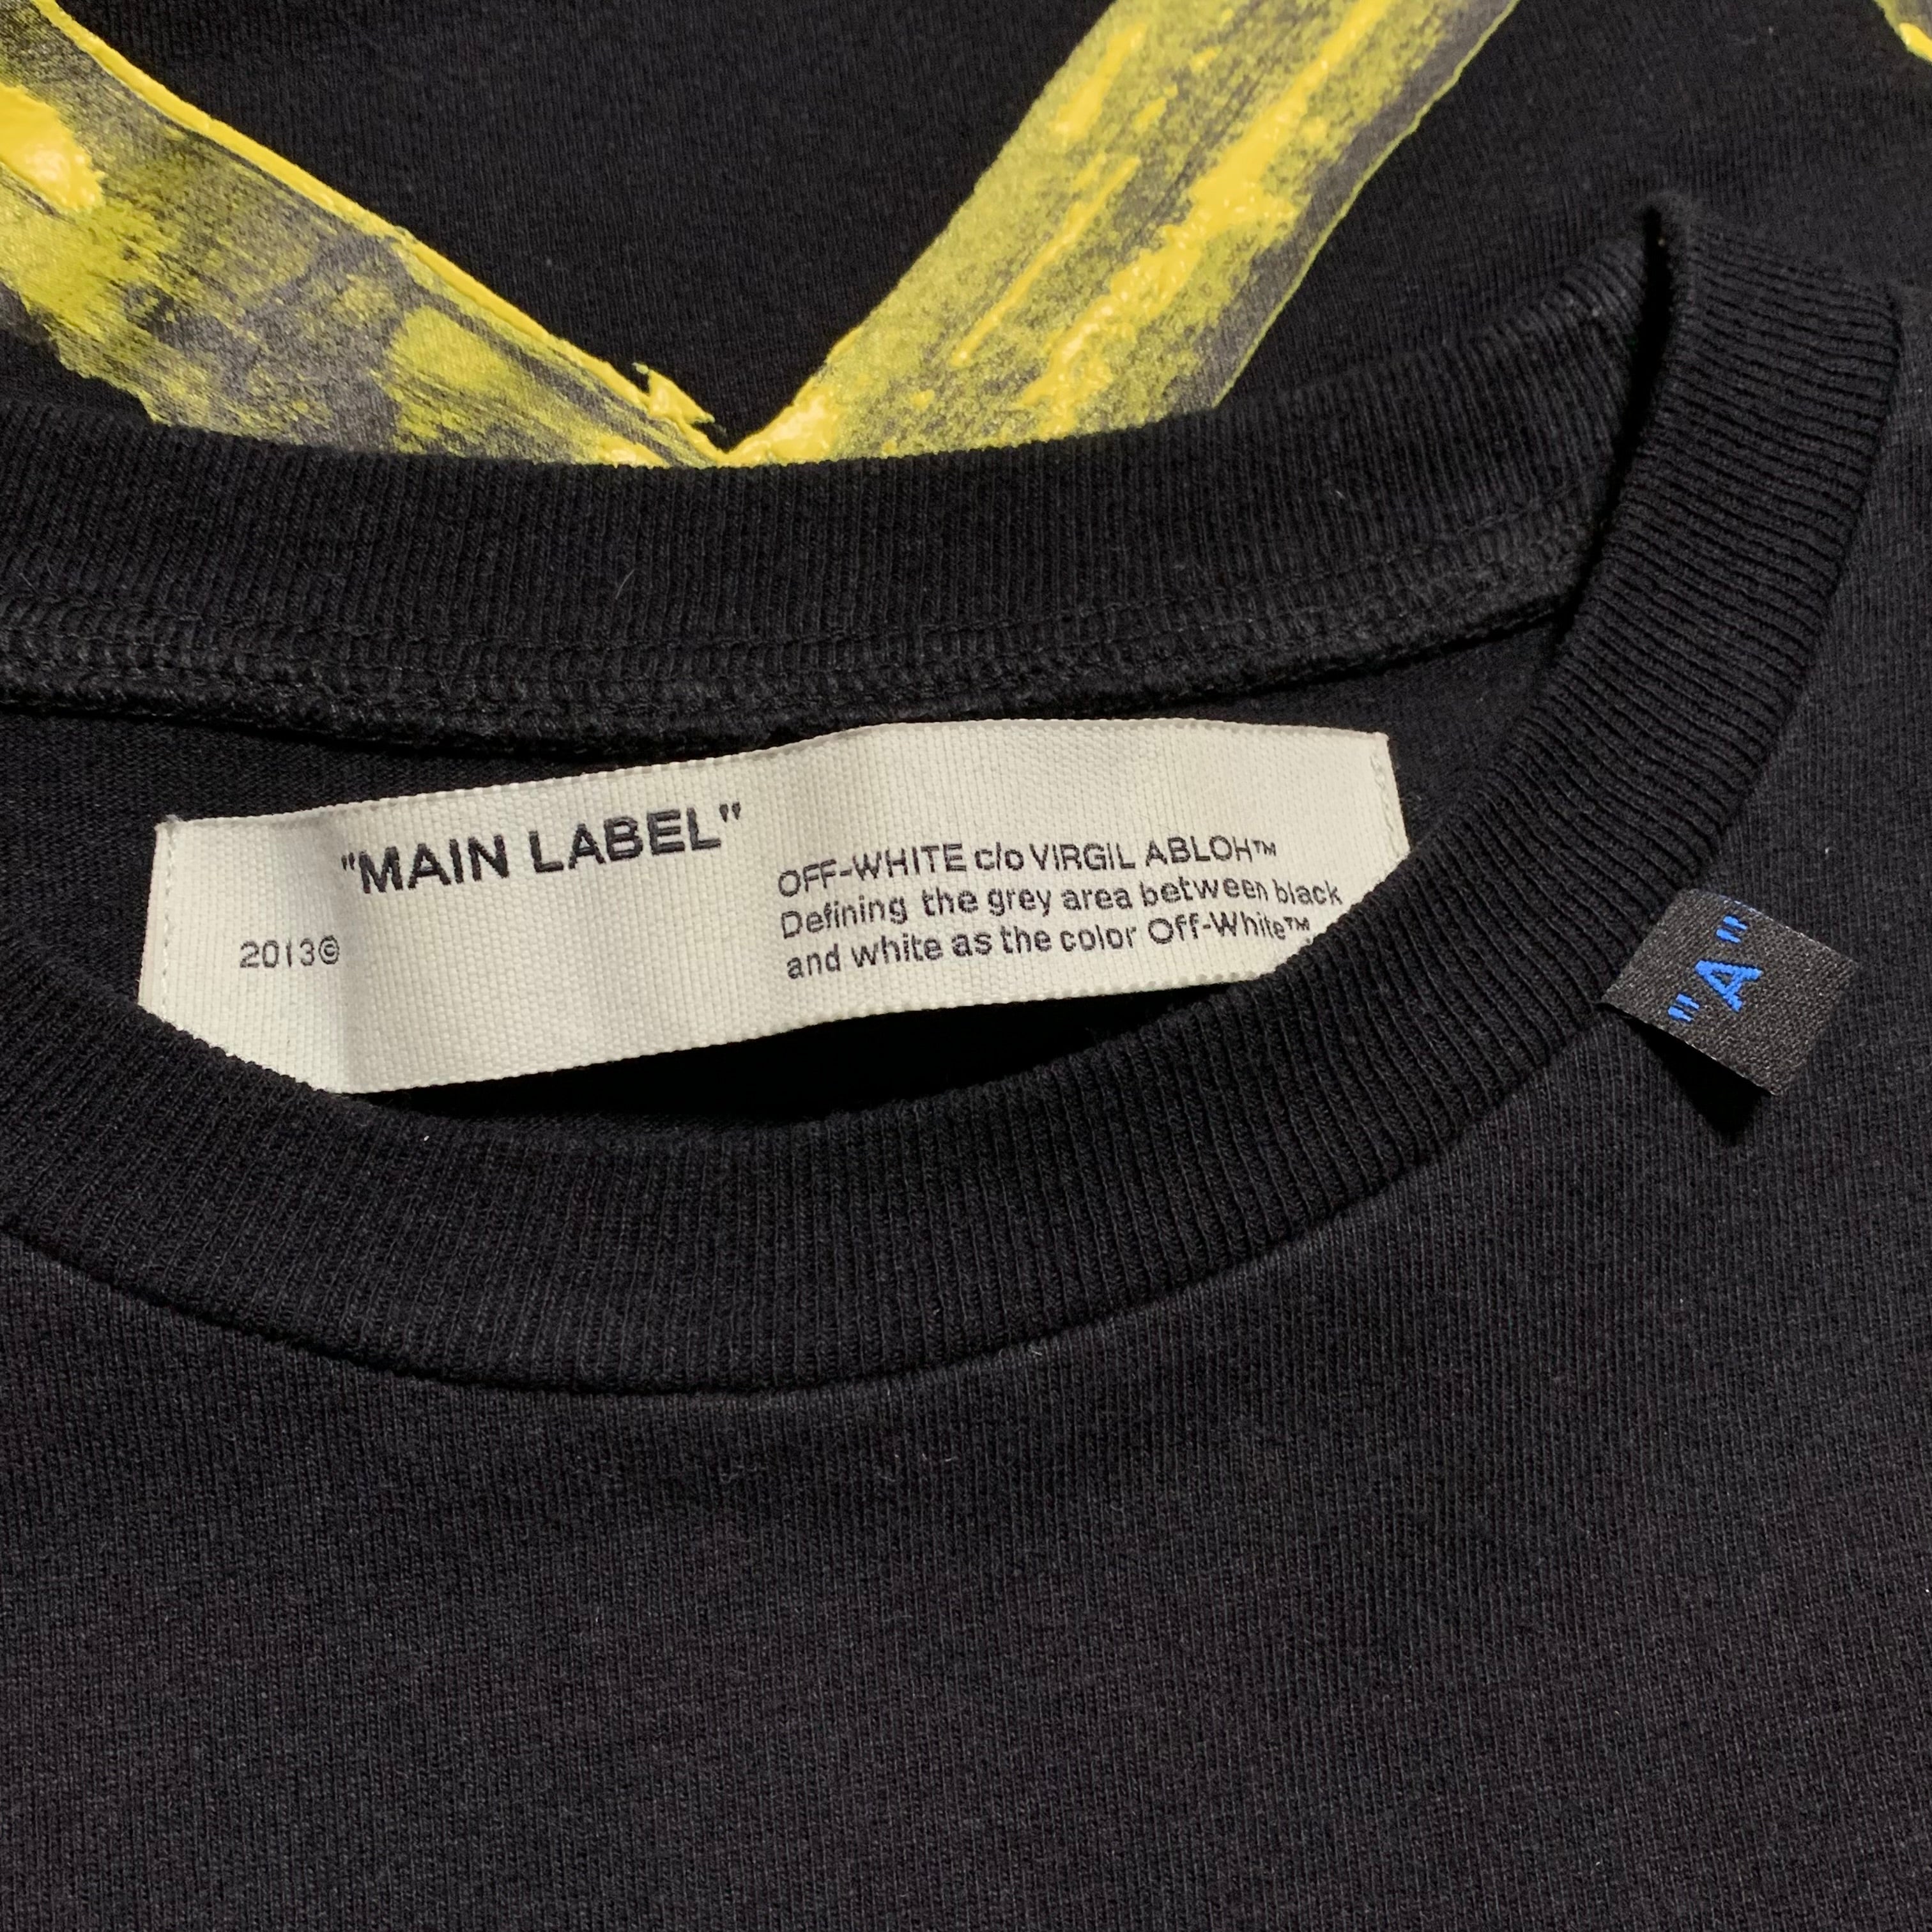 "MAIN LABEL"
2013©
OFF-WHITE c/o VIRGIL ABLOH™
Defining the grey area between black
and white as the color Off-White™
"A"